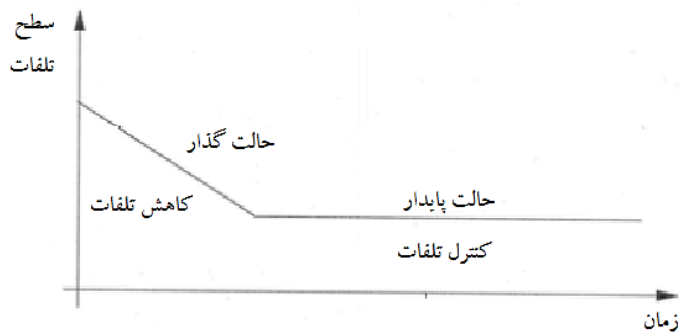 سطح
تلفات
حالت گذار
کاهش تلفات
حالت پایدار
کنترل تلفات
زمان